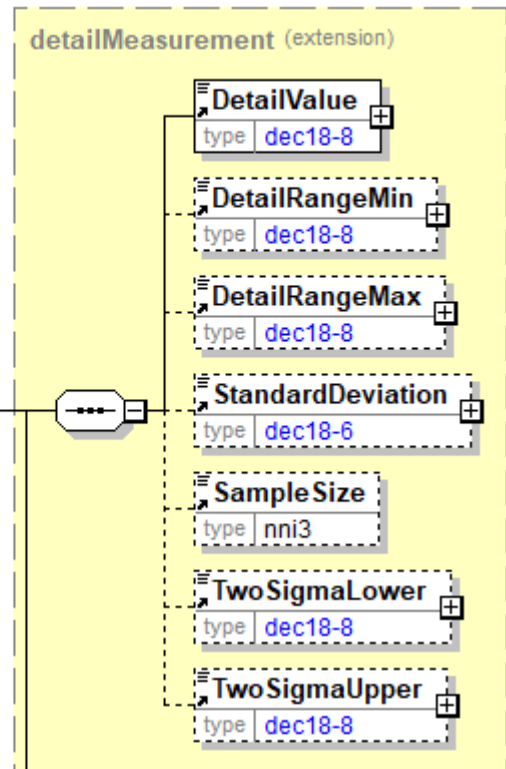 detailMeasurement (extension)
DetailValue
type dec18-8
DetailRangeMin
type dec18-8
DetailRangeMax
type dec18-8
StandardDeviation
type dec18-6
SampleSize
type nni3
TwoSigmaLower
type dec18-8
TwoSigmaUpper
type dec18-8